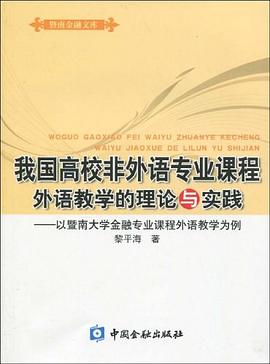 暨南金融文库
WOGUO GAOXIAO FEI WAIYU ZHUANYE KECHENG
WAIYU JIAOXUE DE LILUN YU SHIJIAN
我国高校非外语专业课程
外语教学的理论与实践
——以暨南大学金融专业课程外语教学为例
黎平海 著
中国金融出版社